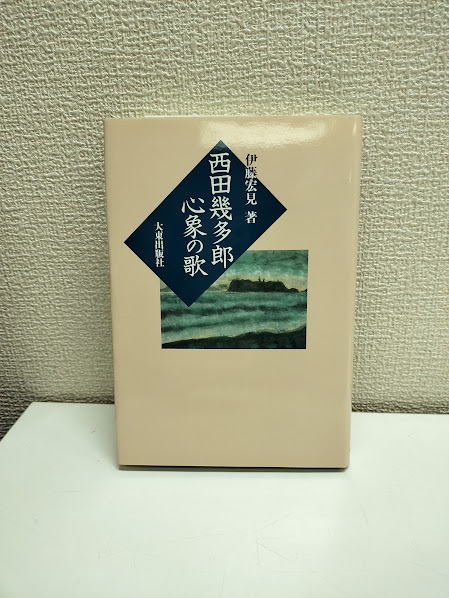 伊藤宏見 著
西田幾多郎
心象の歌
大東出版社